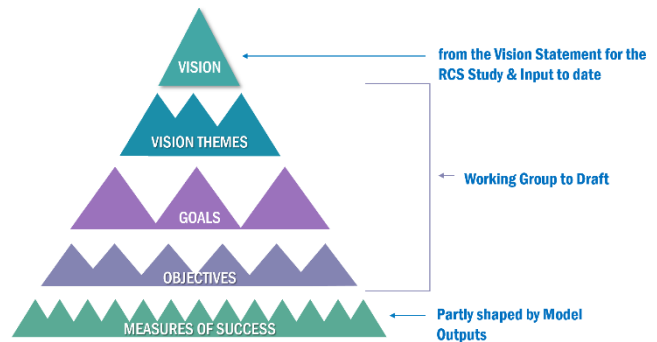 VISION
from the Vision Statement for the
RCS Study & Input to date
VISION THEMES
Working Group to Draft
GOALS
OBJECTIVES
Partly shaped by Model
Outputs
MEASURES OF SUCCESS